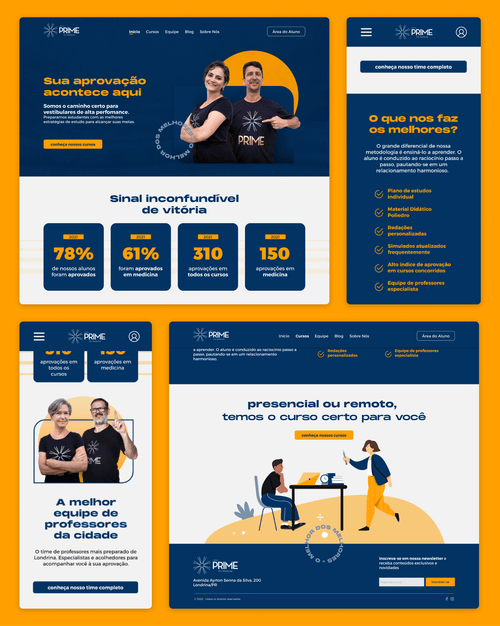 PRIME
Início Cursos Equipe Blog Sobre Nós
Área do Aluno
Sua aprovação
acontece aqui
Somos o caminho certo para
vestibulares de alta perfomance.
Preparamos estudantes com as melhores
estratégias de estudo para alcançar suas metas.
conheça nossos cursos
O MELHOR DOS MELHORES
PRIME
Sinal inconfundível
de vitória
78%
de nossos alunos
foram aprovados
61%
foram aprovados
em medicina
310
aprovações em
todos os cursos
150
aprovações em
medicina
PRIME
conheça nosso time completo
O que nos faz
os melhores?
O grande diferencial de nossa
metodologia é ensiná-lo a aprender. O
aluno é conduzido ao raciocínio passo a
passo, pautando-se em um
relacionamento harmonioso.
Plano de estudos
individual
Material Didático
Poliedro
Redações
personalizadas
Simulados atualizados
frequentemente
Alto índice de aprovação
em cursos concorridos
Equipe de professores
especialista
PRIME
310
150
aprovações em
todos os
cursos
aprovações em
medicina
PRIME
A melhor
equipe de
professores
da cidade
O time de professores mais preparado de
Londrina. Especialistas e acolhedores para
acompanhar você à sua aprovação.
conheça nosso time completo
PRIME
Início Cursos Equipe Blog Sobre Nós
Área do Aluno
a aprender. O aluno é conduzido ao raciocínio passo a
passo, pautando-se em um relacionamento
harmonioso.
Redações
personalizadas
Equipe de professores
especialista
presencial ou remoto,
temos o curso certo para você
conheça nossos cursos
O MELHOR DOS MELHORES
PRIME
Avenida Ayrton Senna da Silva, 200
Londrina/PR
Inscreva-se em nossa newsletter e
receba conteúdos exclusivos e
novidades